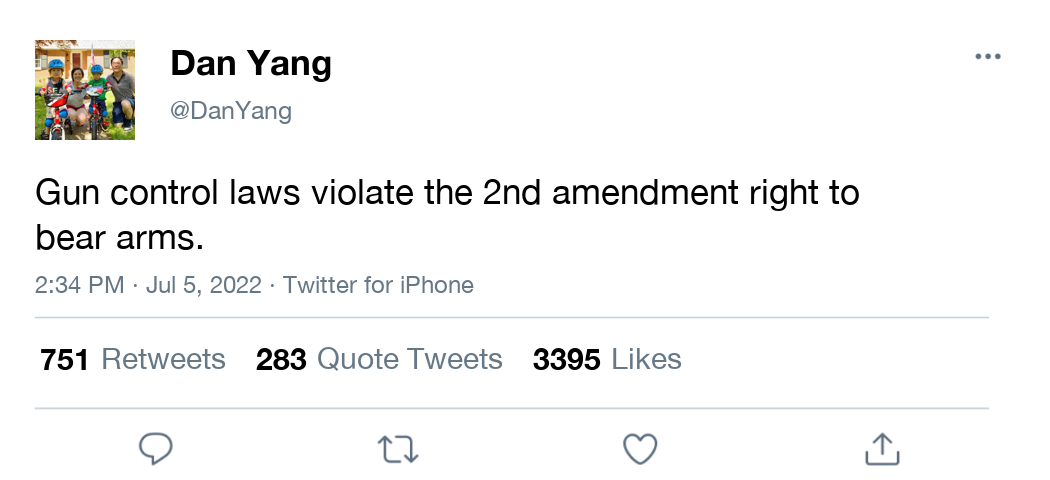 Dan Yang
@DanYang
Gun control laws violate the 2nd amendment right to
bear arms.
2:34 PM · Jul 5, 2022 · Twitter for iPhone
751 Retweets 283 Quote Tweets 3395 Likes